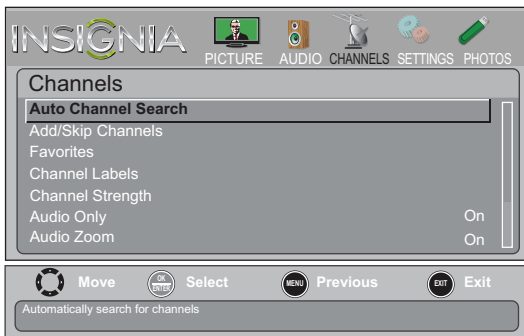 INSIGNIA
PICTURE AUDIO CHANNELS SETTINGS PHOTOS
Channels
Auto Channel Search
Add/Skip Channels
Favorites
Channel Labels
Channel Strength
Audio Only On
Audio Zoom On
Move OK ENTER Select MENU Previous EXIT Exit
Automatically search for channels